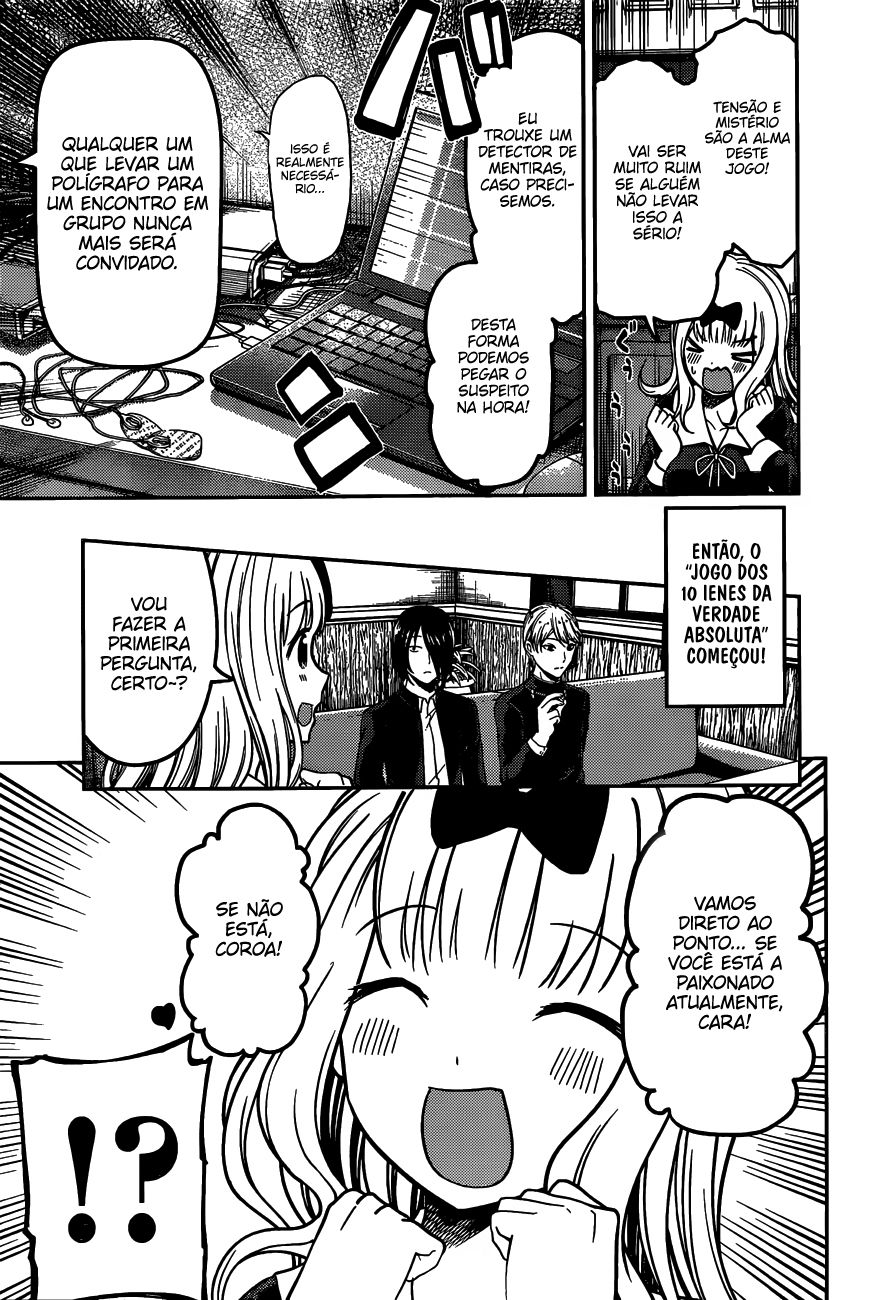 TENSÃO E
MISTÉRIO
SÃO A ALMA
DESTE
JOGO!
VAI SER
MUITO RUIM
SE ALGUÉM
NÃO LEVAR
ISSO A
SÉRIO!
EU
TROUXE UM
DETECTOR DE
MENTIRAS,
CASO PRECI-
SEMOS.
DESTA
FORMA
PODEMOS
PEGAR O
SUSPEITO
NA HORA!
ISSO É
REALMENTE
NECESSÁ-
RIO...
QUALQUER UM
QUE LEVAR UM
POLÍGRAFO PARA
UM ENCONTRO EM
GRUPO NUNCA
MAIS SERÁ
CONVIDADO.
ENTÃO, O
"JOGO DOS
10 IENES DA
VERDADE
ABSOLUTA"
COMEÇOU!
VOU
FAZER A
PRIMEIRA
PERGUNTA,
CERTO~?
VAMOS
DIRETO AO
PONTO... SE
VOCÊ ESTÁ A
PAIXONADO
ATUALMENTE,
CARA!
SE NÃO
ESTÁ,
COROA!
!?